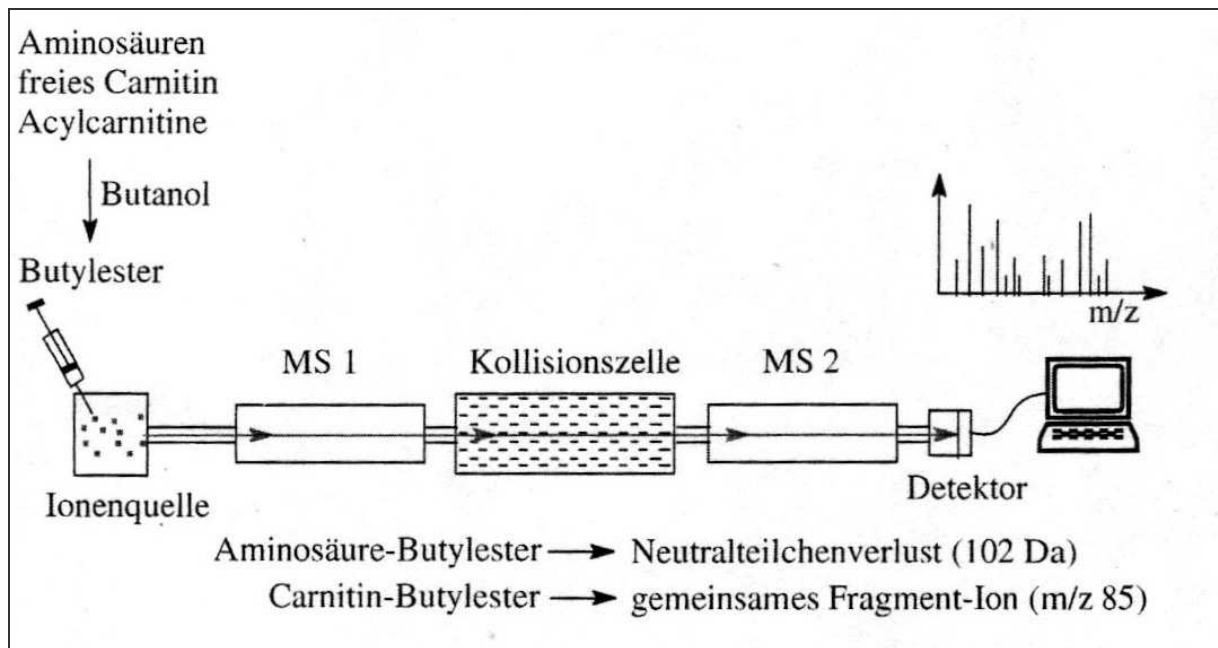 Aminosäuren
freies Carnitin
Acylcarnitine
Butanol
Butylester
m/z
MS 1
Kollisionszelle
MS 2
Ionenquelle
Detektor
Aminosäure-Butylester → Neutralteilchenverlust (102 Da)
Carnitin-Butylester → gemeinsames Fragment-Ion (m/z 85)